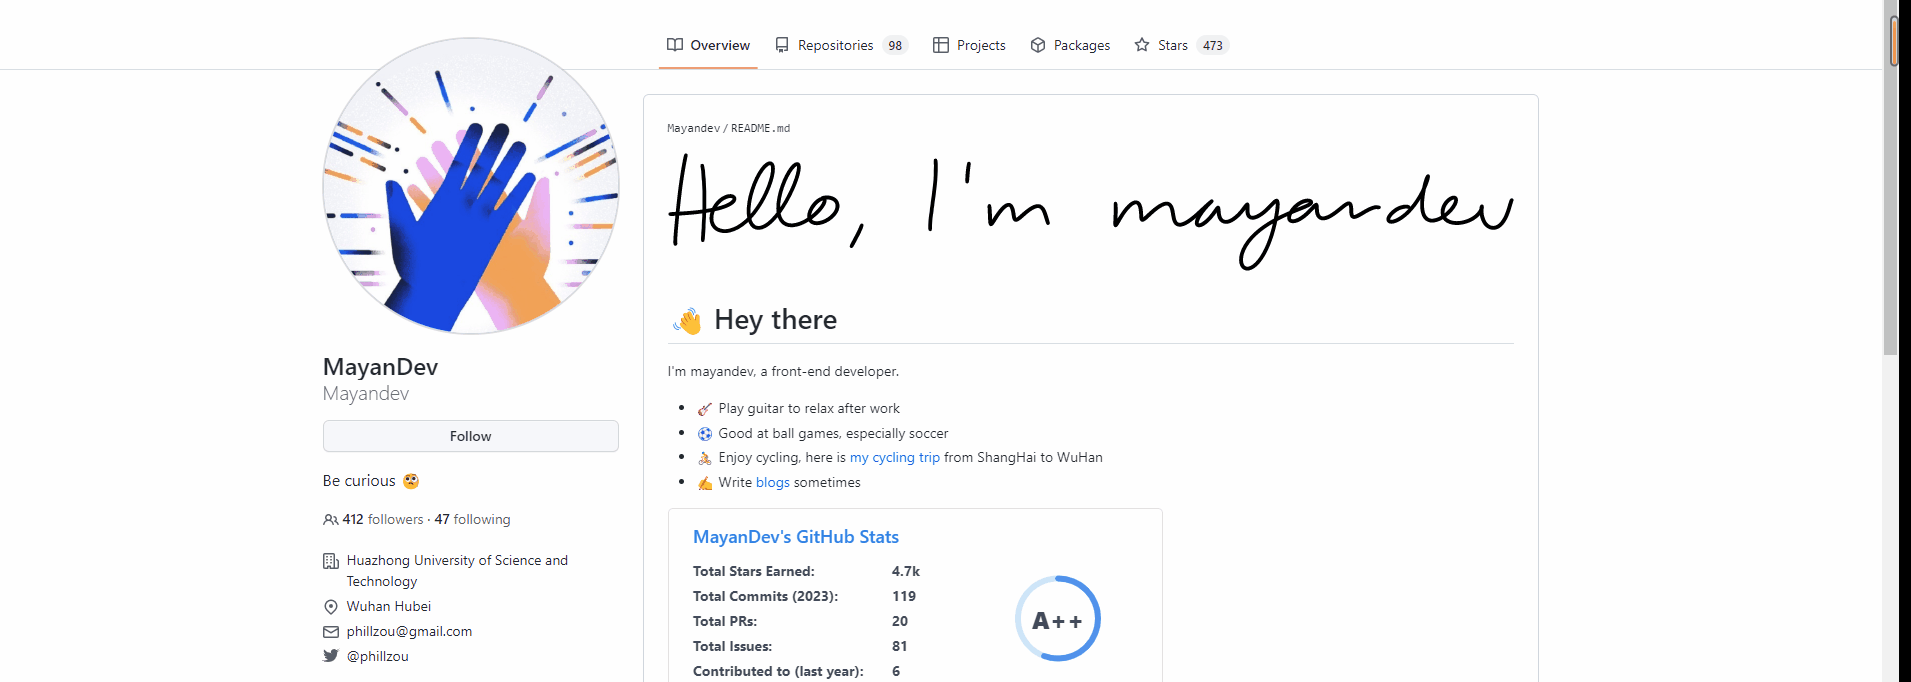 Overview Repositories 98 Projects Packages Stars 473
Mayandev / README.md
Hello, I'm mayandev
👋 Hey there
I'm mayandev, a front-end developer.
🎸 Play guitar to relax after work
⚽ Good at ball games, especially soccer
🚴 Enjoy cycling, here is my cycling trip from ShangHai to WuHan
✍️ Write blogs sometimes
MayanDev's GitHub Stats
Total Stars Earned: 4.7k
Total Commits (2023): 119
Total PRs: 20
Total Issues: 81
Contributed to (last year): 6
A++
MayanDev
Mayandev
Follow
Be curious 🧐
412 followers · 47 following
Huazhong University of Science and
Technology
Wuhan Hubei
phillzou@gmail.com
@phillzou